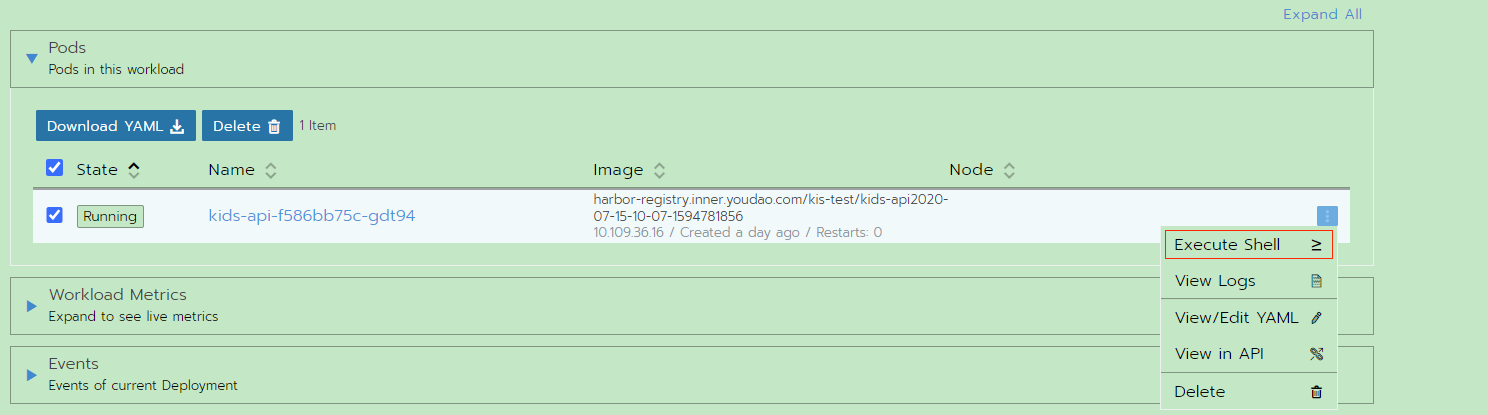 Expand All
Pods
Pods in this workload
Download YAML Delete 1 Item
State Name Image Node
Running kids-api-f586bb75c-gdt94 harbor-registry.inner.youdao.com/kis-test/kids-api2020-
07-15-10-07-1594781856
10.109.36.16 / Created a day ago / Restarts: 0
Execute Shell
View Logs
View/Edit YAML
View in API
Delete
Workload Metrics
Expand to see live metrics
Events
Events of current Deployment